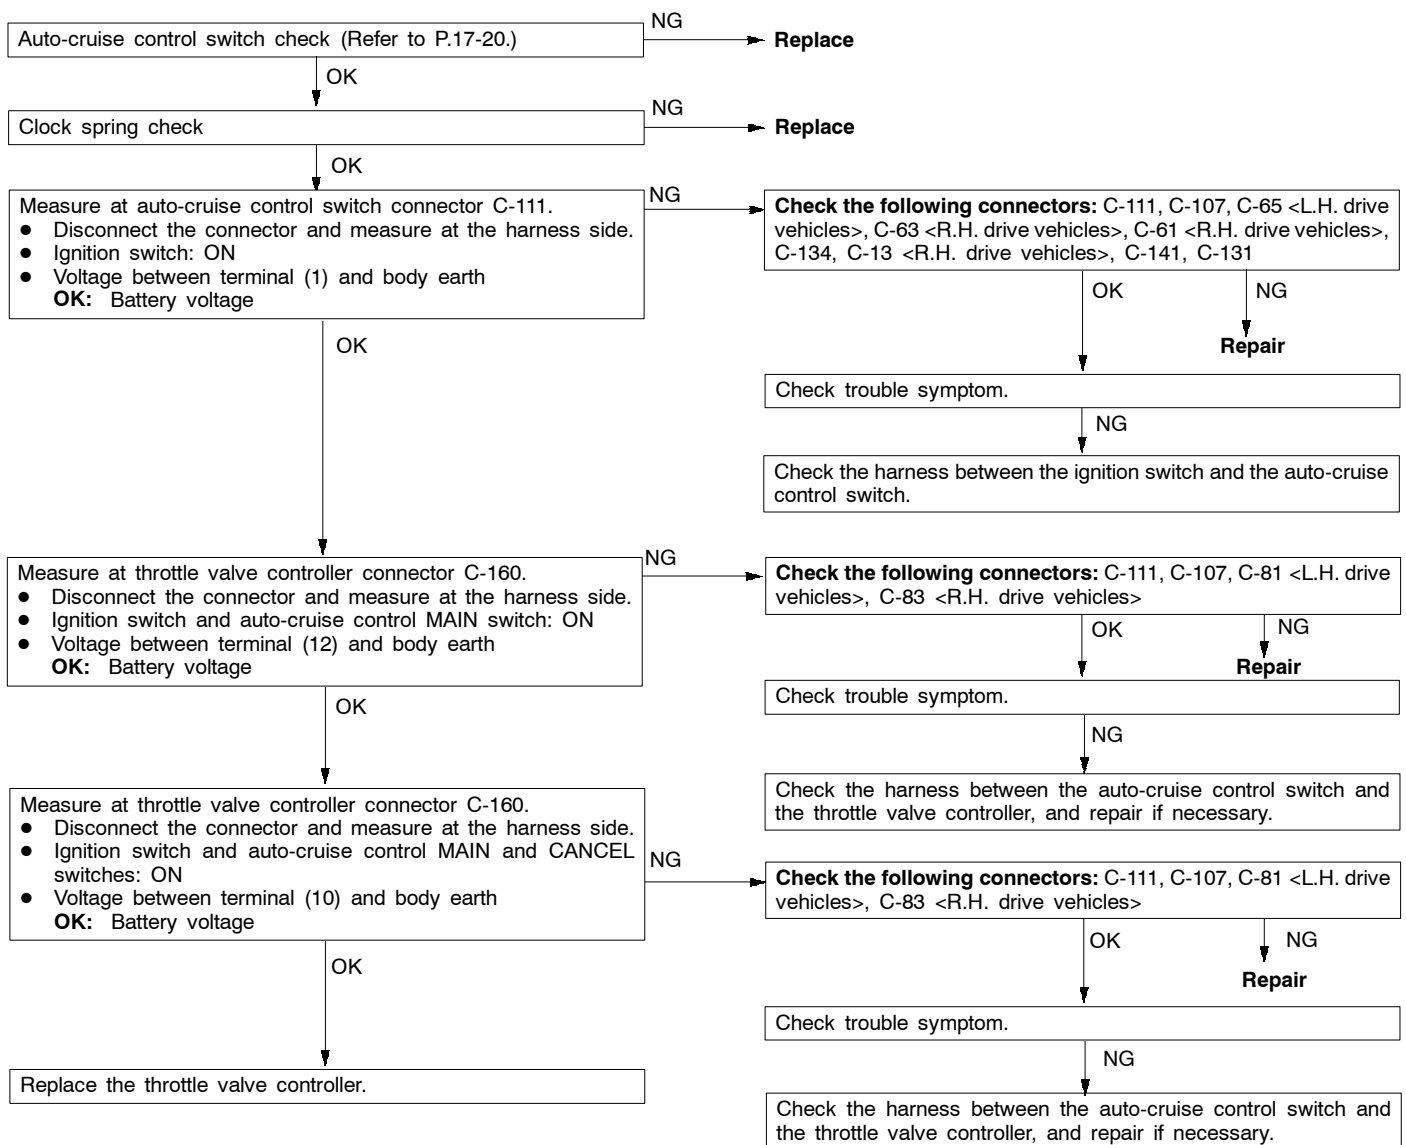 Auto-cruise control switch check (Refer to P.17-20.)
NG
Replace
OK
Clock spring check
NG
Replace
OK
Measure at auto-cruise control switch connector C-111.
● Disconnect the connector and measure at the harness side.
● Ignition switch: ON
● Voltage between terminal (1) and body earth
OK: Battery voltage
NG
Check the following connectors: C-111, C-107, C-65 <L.H. drive
vehicles>, C-63 <R.H. drive vehicles>, C-61 <R.H. drive vehicles>,
C-134, C-13 <R.H. drive vehicles>, C-141, C-131
OK
NG
Repair
Check trouble symptom.
NG
Check the harness between the ignition switch and the auto-cruise
control switch.
OK
Measure at throttle valve controller connector C-160.
● Disconnect the connector and measure at the harness side.
● Ignition switch and auto-cruise control MAIN switch: ON
● Voltage between terminal (12) and body earth
OK: Battery voltage
NG
Check the following connectors: C-111, C-107, C-81 <L.H. drive
vehicles>, C-83 <R.H. drive vehicles>
OK
NG
Repair
Check trouble symptom.
NG
Check the harness between the auto-cruise control switch and
the throttle valve controller, and repair if necessary.
OK
Measure at throttle valve controller connector C-160.
● Disconnect the connector and measure at the harness side.
● Ignition switch and auto-cruise control MAIN and CANCEL
switches: ON
● Voltage between terminal (10) and body earth
OK: Battery voltage
NG
Check the following connectors: C-111, C-107, C-81 <L.H. drive
vehicles>, C-83 <R.H. drive vehicles>
OK
NG
Repair
Check trouble symptom.
NG
Check the harness between the auto-cruise control switch and
the throttle valve controller, and repair if necessary.
OK
Replace the throttle valve controller.